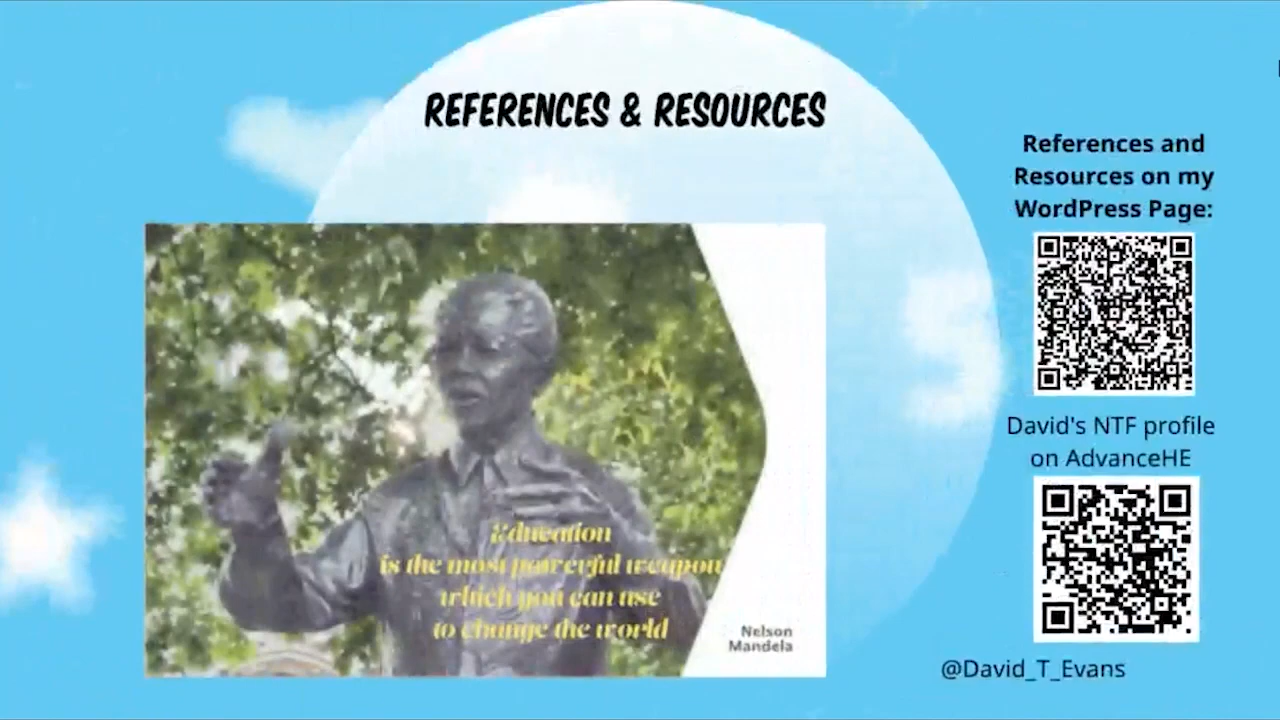 REFERENCES & RESOURCES
References and
Resources on my
WordPress Page:
David's NTF profile
on AdvanceHE
Education
is the most powerful weapon
which you can use
to change the world
Nelson
Mandela
@David_T_Evans